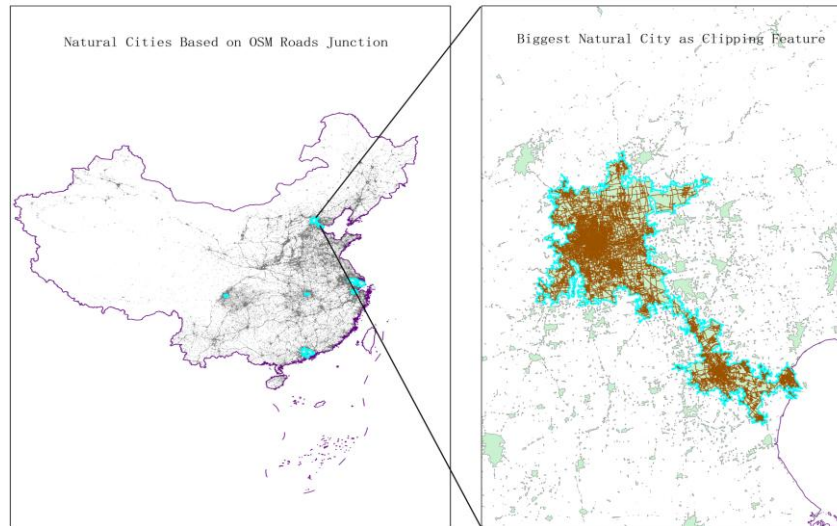 Natural Cities Based on OSM Roads Junction
Biggest Natural City as Clipping Feature